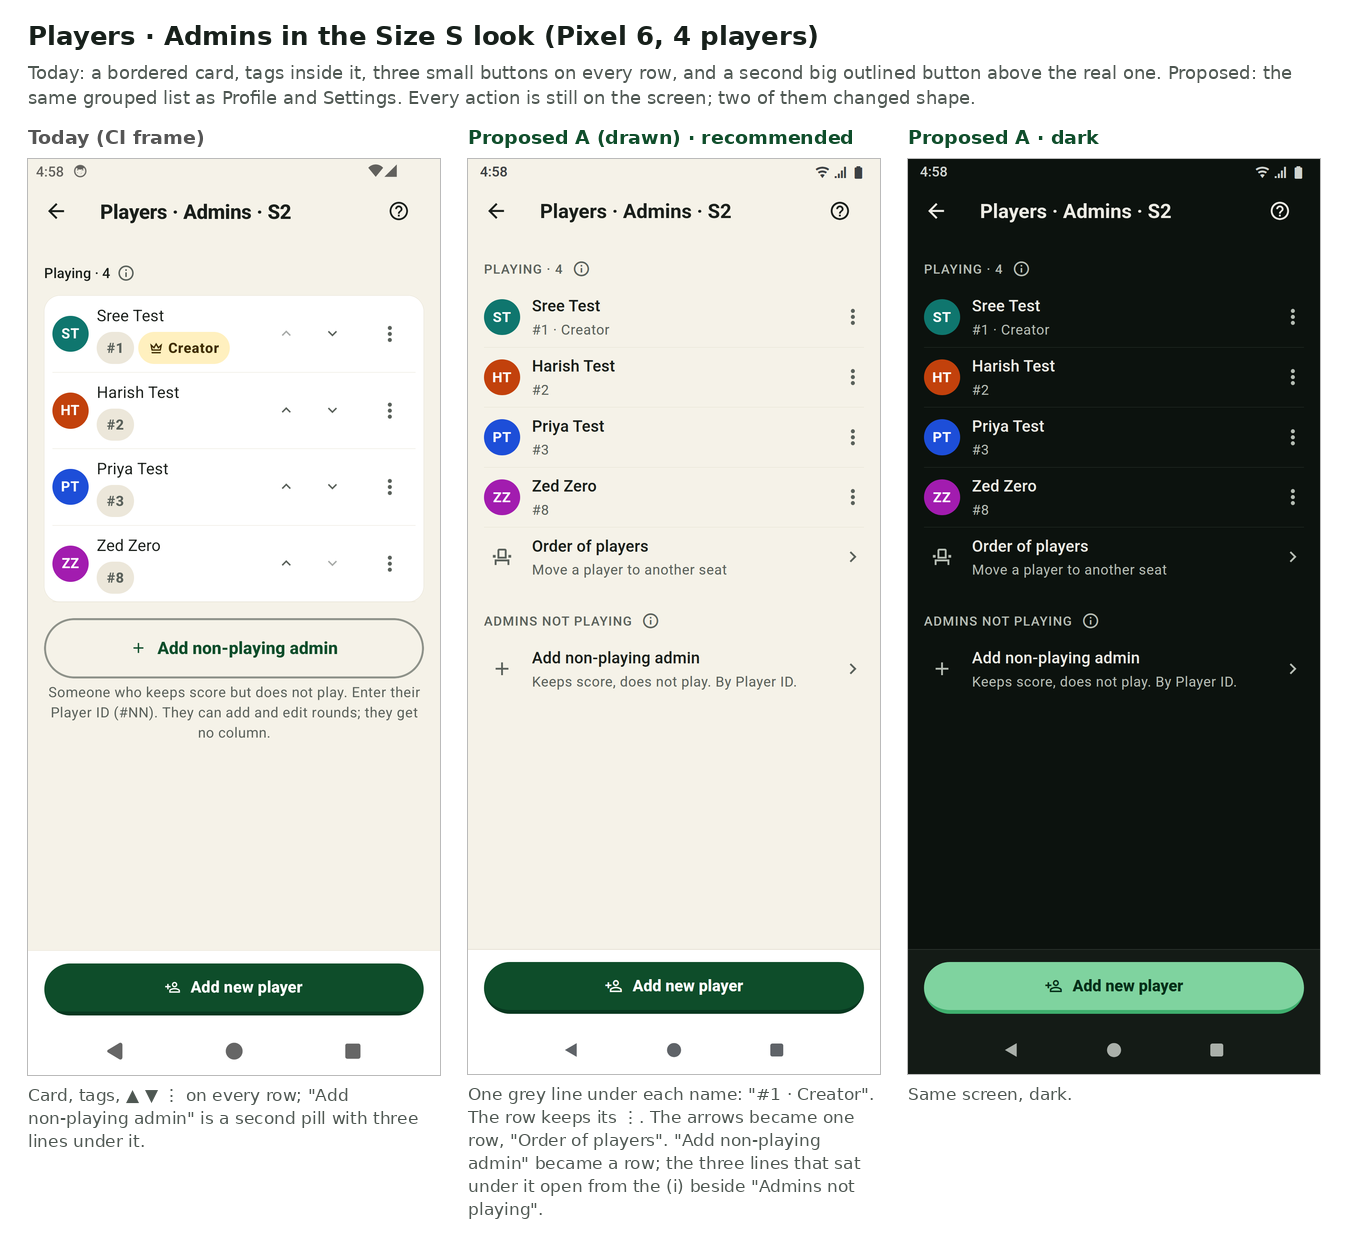 Players · Admins in the Size S look (Pixel 6, 4 players)
Today: a bordered card, tags inside it, three small buttons on every row, and a second big outlined button above the real one. Proposed: the
same grouped list as Profile and Settings. Every action is still on the screen; two of them changed shape.
Today (CI frame)
4:58
Players · Admins · S2
Playing · 4
ST
Sree Test
#1
Creator
HT
Harish Test
#2
PT
Priya Test
#3
ZZ
Zed Zero
#8
+ Add non-playing admin
Someone who keeps score but does not play. Enter their
Player ID (#NN). They can add and edit rounds; they get
no column.
Add new player
Card, tags, ▲ ▼ ⋮ on every row; "Add
non-playing admin" is a second pill with three
lines under it.
Proposed A (drawn) · recommended
4:58
Players · Admins · S2
PLAYING · 4
ST
Sree Test
#1 · Creator
HT
Harish Test
#2
PT
Priya Test
#3
ZZ
Zed Zero
#8
Order of players
Move a player to another seat
ADMINS NOT PLAYING
Add non-playing admin
Keeps score, does not play. By Player ID.
Add new player
One grey line under each name: "#1 · Creator".
The row keeps its ⋮. The arrows became one
row, "Order of players". "Add non-playing
admin" became a row; the three lines that sat
under it open from the (i) beside "Admins not
playing".
Proposed A · dark
4:58
Players · Admins · S2
PLAYING · 4
ST
Sree Test
#1 · Creator
HT
Harish Test
#2
PT
Priya Test
#3
ZZ
Zed Zero
#8
Order of players
Move a player to another seat
ADMINS NOT PLAYING
Add non-playing admin
Keeps score, does not play. By Player ID.
Add new player
Same screen, dark.